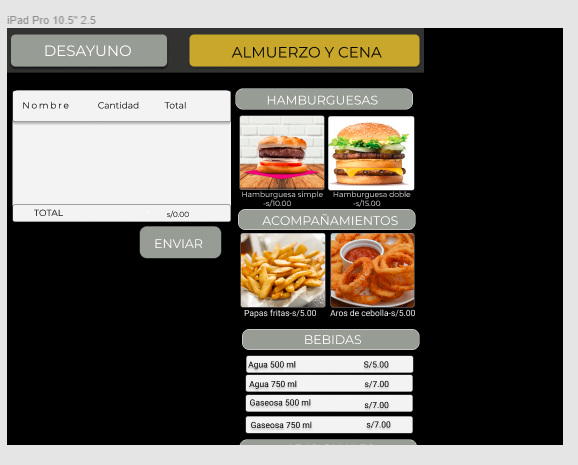 iPad Pro 10.5" 2.5
DESAYUNO
ALMUERZO Y CENA
Nombre Cantidad Total
TOTAL s/0.00
ENVIAR
HAMBURGUESAS
Hamburguesa simple
-s/10.00
Hamburguesa doble
-s/15.00
ACOMPAÑAMIENTOS
Papas fritas-s/5.00
Aros de cebolla-s/5.00
BEBIDAS
Agua 500 ml S/5.00
Agua 750 ml s/7.00
Gaseosa 500 ml s/7.00
Gaseosa 750 ml s/7.00